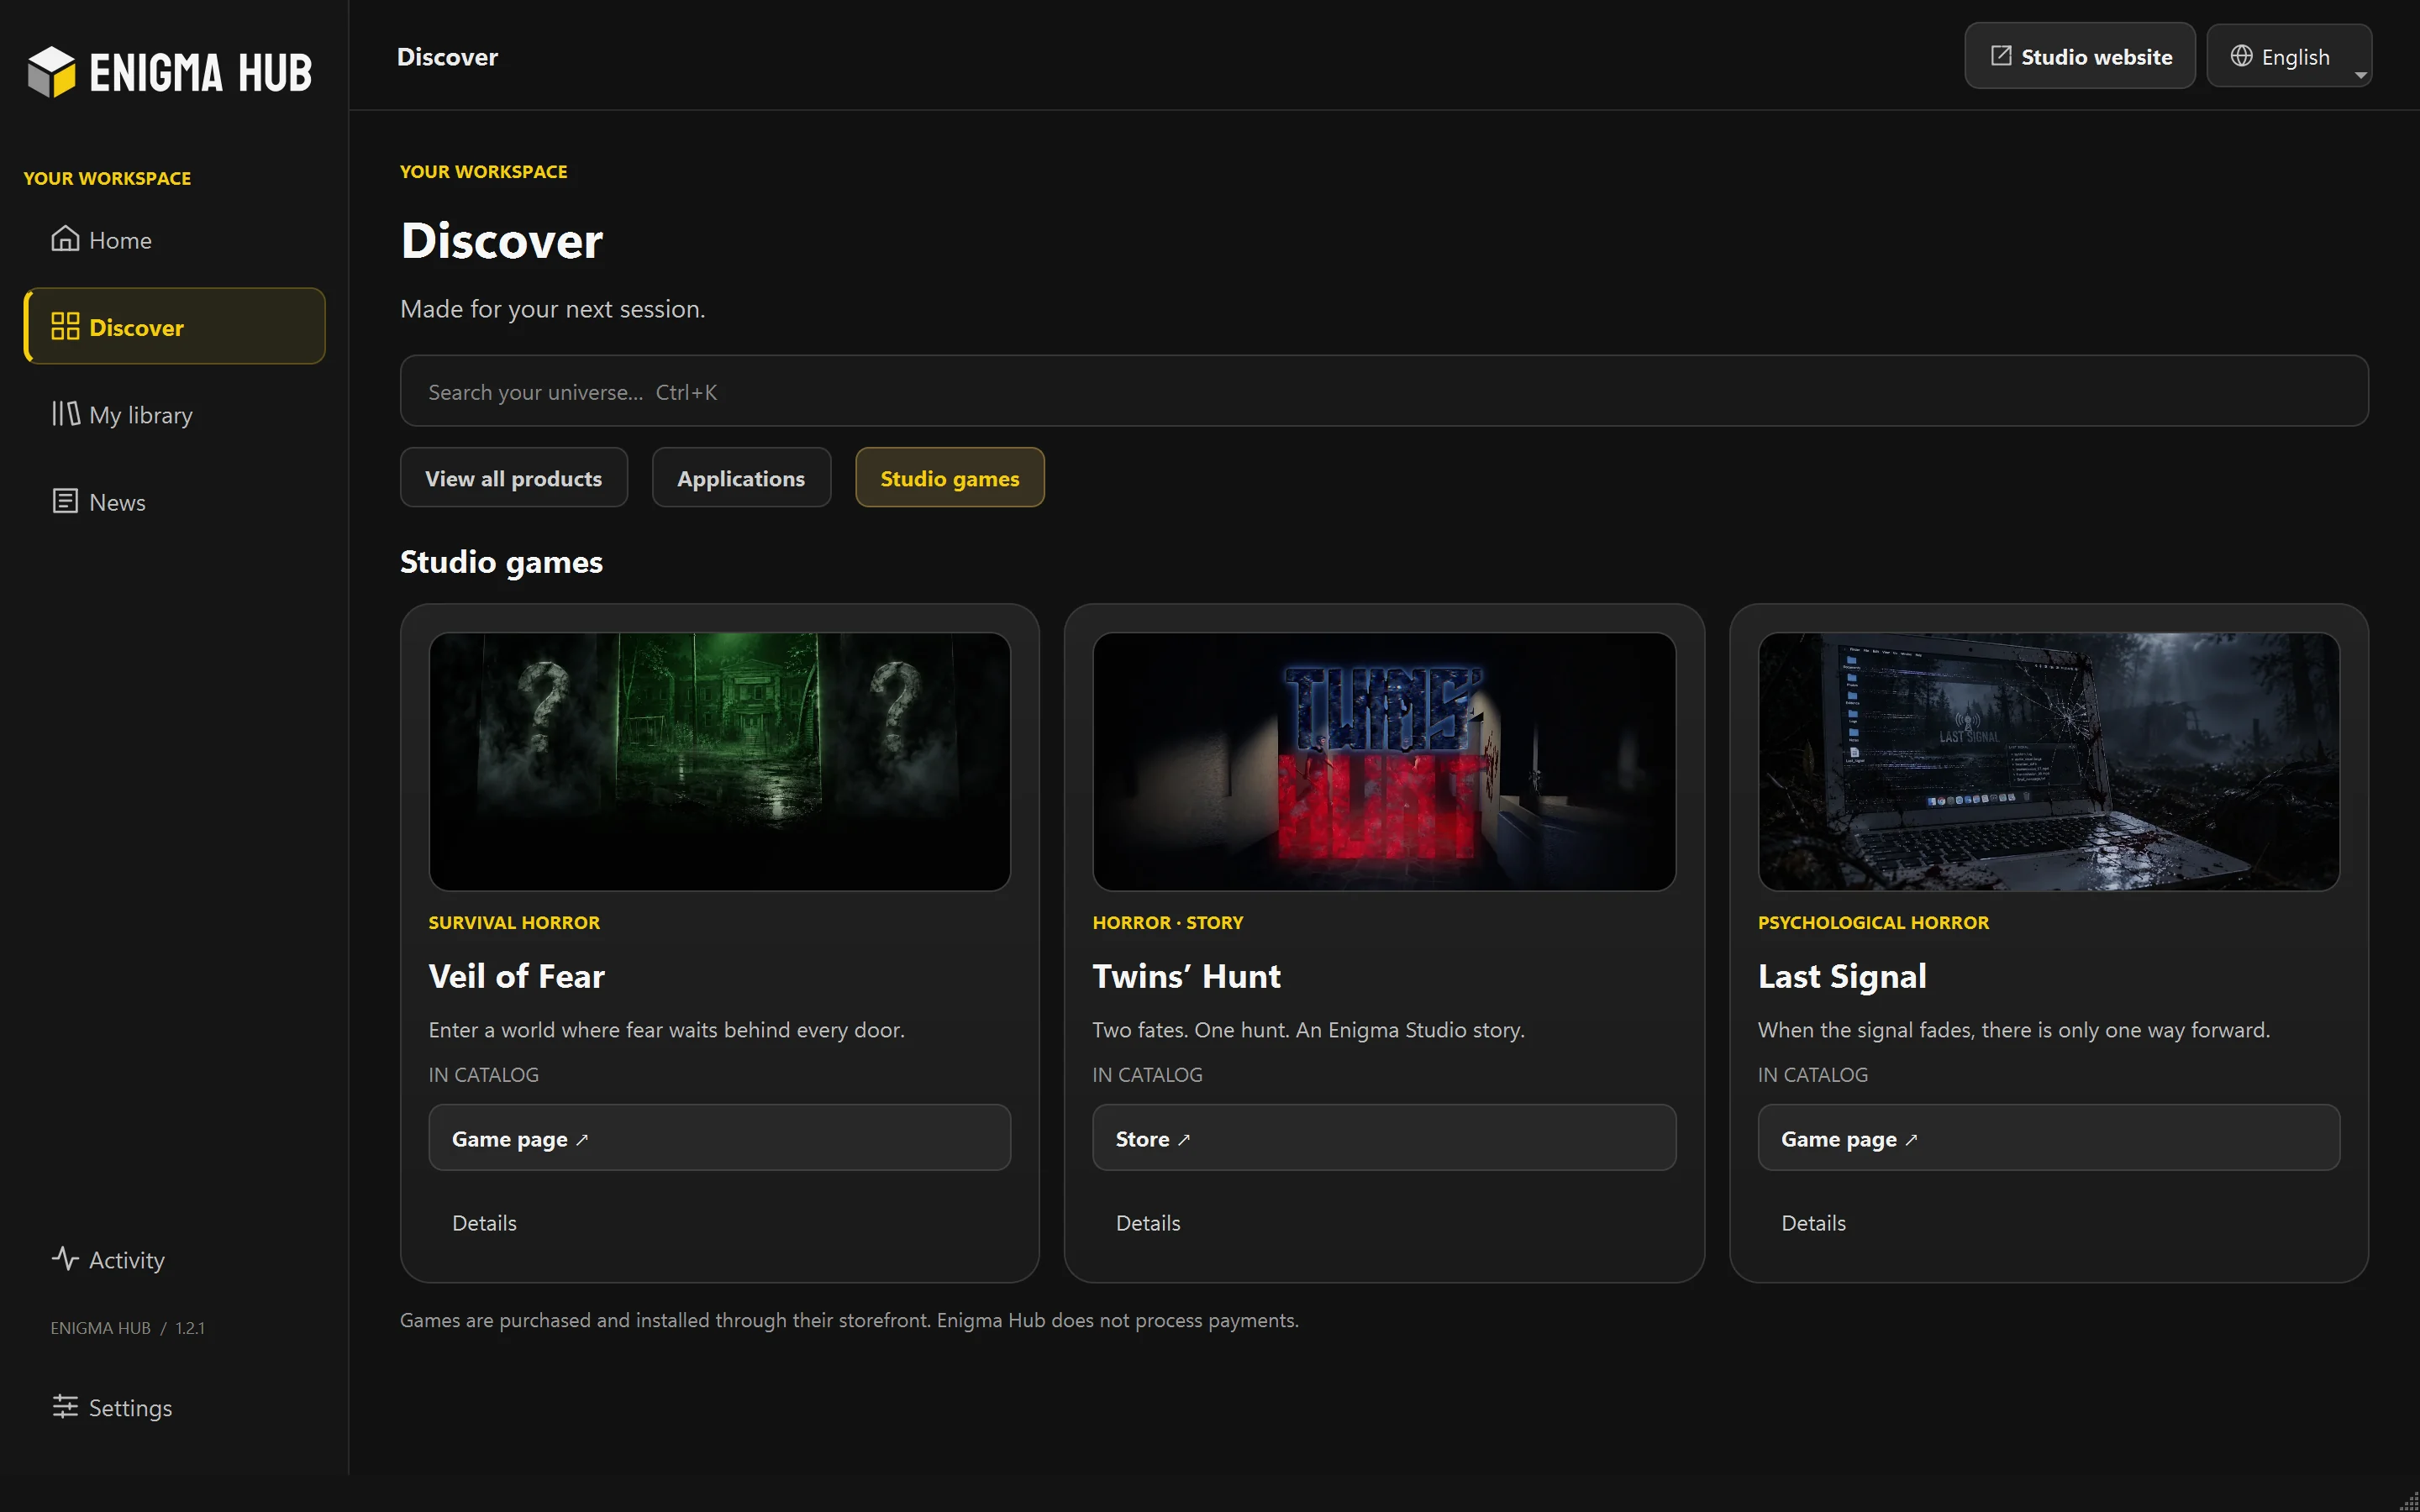 ENIGMA HUB
Discover
Studio website
English
YOUR WORKSPACE
Home
Discover
My library
News
Activity
ENIGMA HUB / 1.2.1
Settings
YOUR WORKSPACE
Discover
Made for your next session.
Search your universe... Ctrl+K
View all products
Applications
Studio games
Studio games
? ?
SURVIVAL HORROR
Veil of Fear
Enter a world where fear waits behind every door.
IN CATALOG
Game page ↗
Details
TWINS'
HUNT
HORROR · STORY
Twins’ Hunt
Two fates. One hunt. An Enigma Studio story.
IN CATALOG
Store ↗
Details
LAST SIGNAL
PSYCHOLOGICAL HORROR
Last Signal
When the signal fades, there is only one way forward.
IN CATALOG
Game page ↗
Details
Games are purchased and installed through their storefront. Enigma Hub does not process payments.